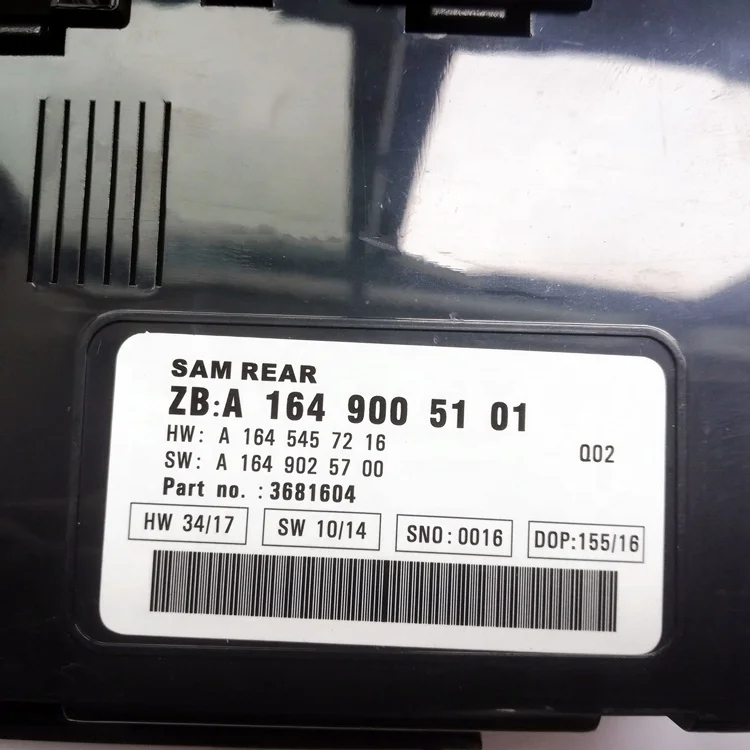 SAM REAR
ZB:A 164 900 51 01
HW: A 164 545 72 16
SW: A 164 902 57 00
Q02
Part no. :3681604
HW 34/17 SW 10/14 SNO:0016 DOP:155/16